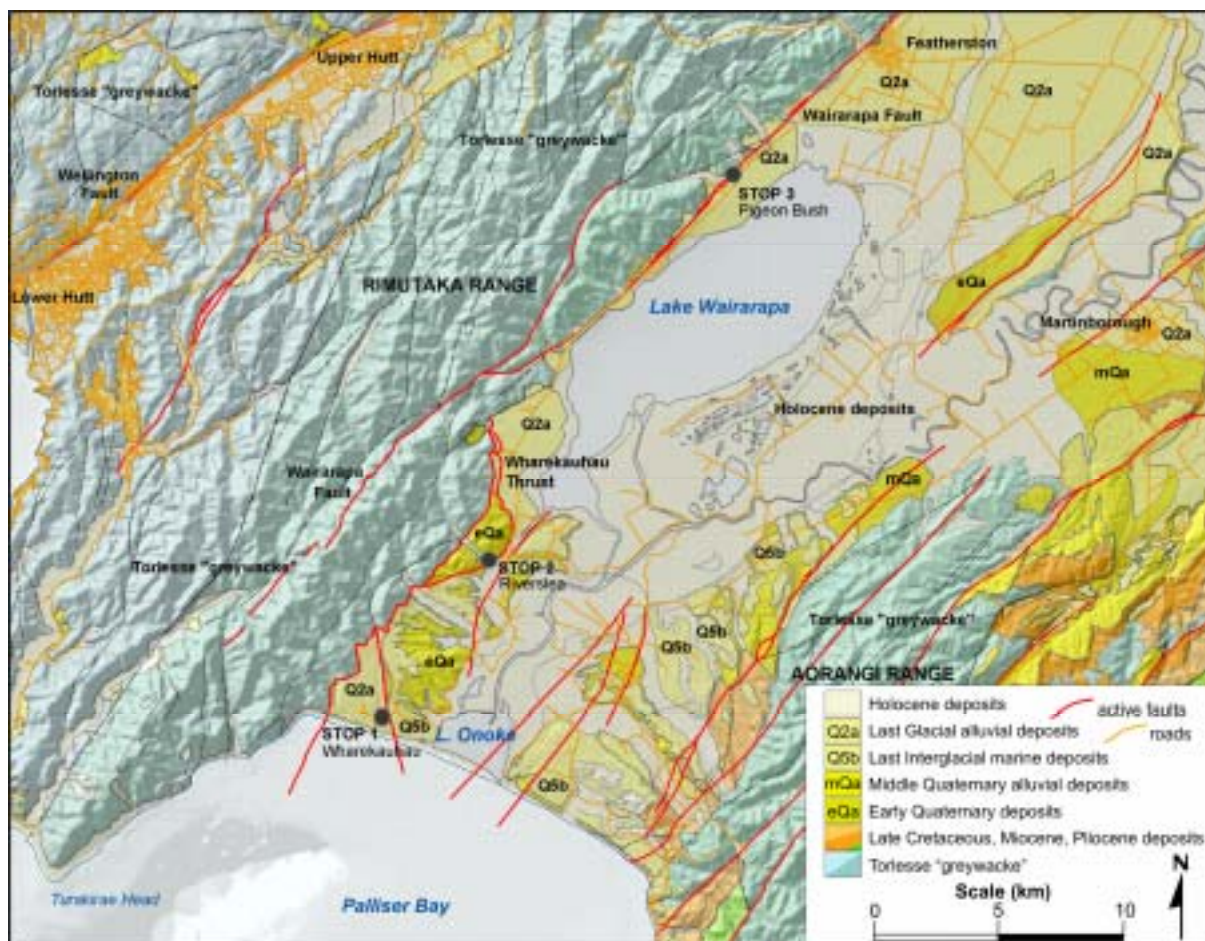 Upper Hutt
Featherston
Torlesse "greywacke"
Q2a
Q2a
Torlesse "greywacke"
Wairarapa Fault
Q2a
Q2a
Wellington
Fault
STOP 3
Pigeon Bush
RIMUTAKA RANGE
Lower Hutt
eQa
Lake Wairarapa
Martinborough
Q2a
mQa
Holocene deposits
Q2a
Wharekauhau
Thrust
Wairarapa
Fault
mQa
eQa
Q5b
STOP 2
Riverslea
Torlesse "greywacke"
Torlesse "greywacke"
Q5b
Q5b
eQa
AORANGI RANGE
Q2a
Q5b
STOP 1
Wharekauhau
L. Onoke
Q5b
Turakirae Head
Palliser Bay
Holocene deposits
active faults
Q2a Last Glacial alluvial deposits
roads
Q5b Last Interglacial marine deposits
mQa Middle Quaternary alluvial deposits
eQa Early Quaternary deposits
Late Cretaceous, Miocene, Pliocene deposits
Torlesse "greywacke"
N
Scale (km)
0 5 10